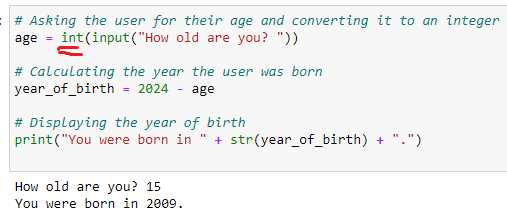 # Asking the user for their age and converting it to an integer
age = int(input("How old are you? "))
# Calculating the year the user was born
year_of_birth = 2024 - age
# Displaying the year of birth
print("You were born in " + str(year_of_birth) + ".")
How old are you? 15
You were born in 2009.